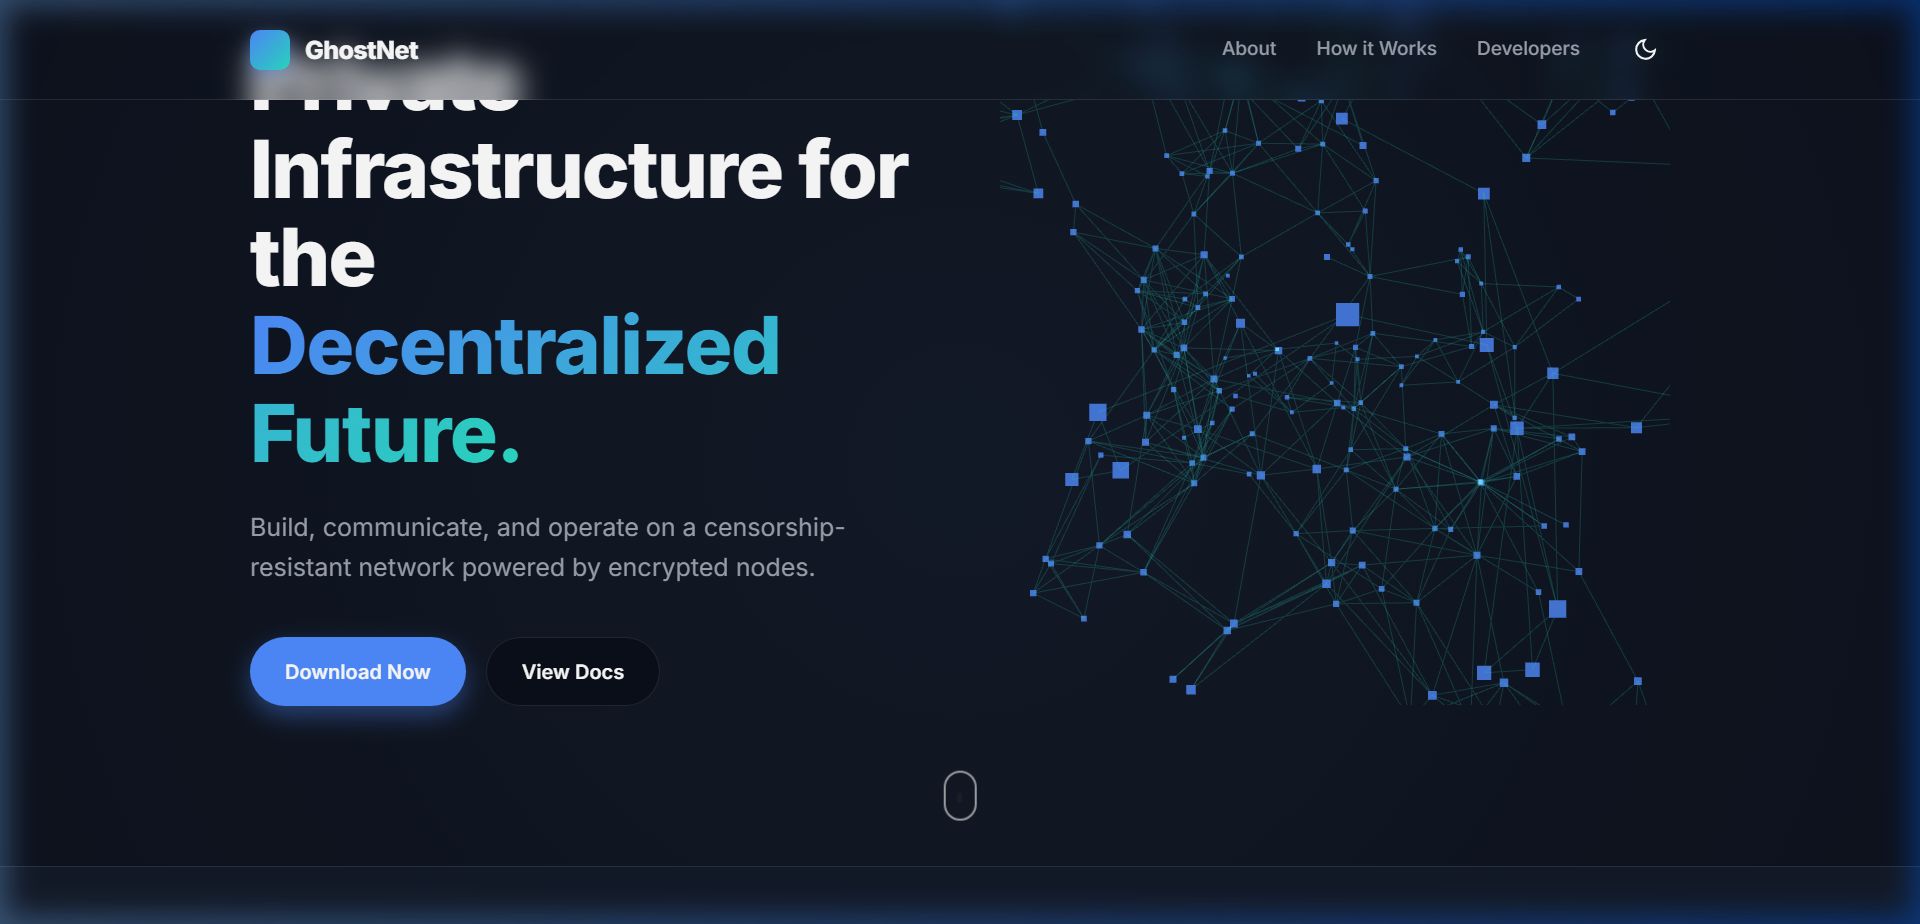 GhostNet
About
How it Works
Developers
Private
Infrastructure for
the
Decentralized
Future.
Build, communicate, and operate on a censorship-
resistant network powered by encrypted nodes.
Download Now
View Docs